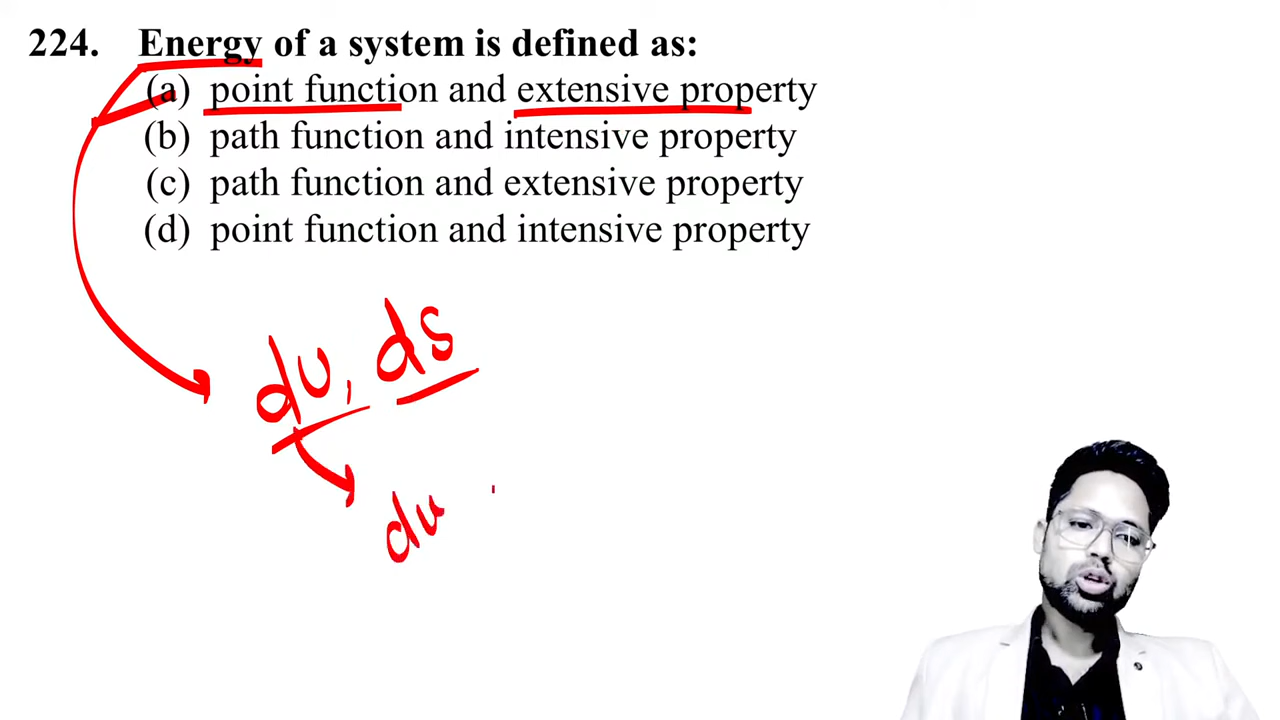 224. Energy of a system is defined as:
(a) point function and extensive property
(b) path function and intensive property
(c) path function and extensive property
(d) point function and intensive property
du, ds
du